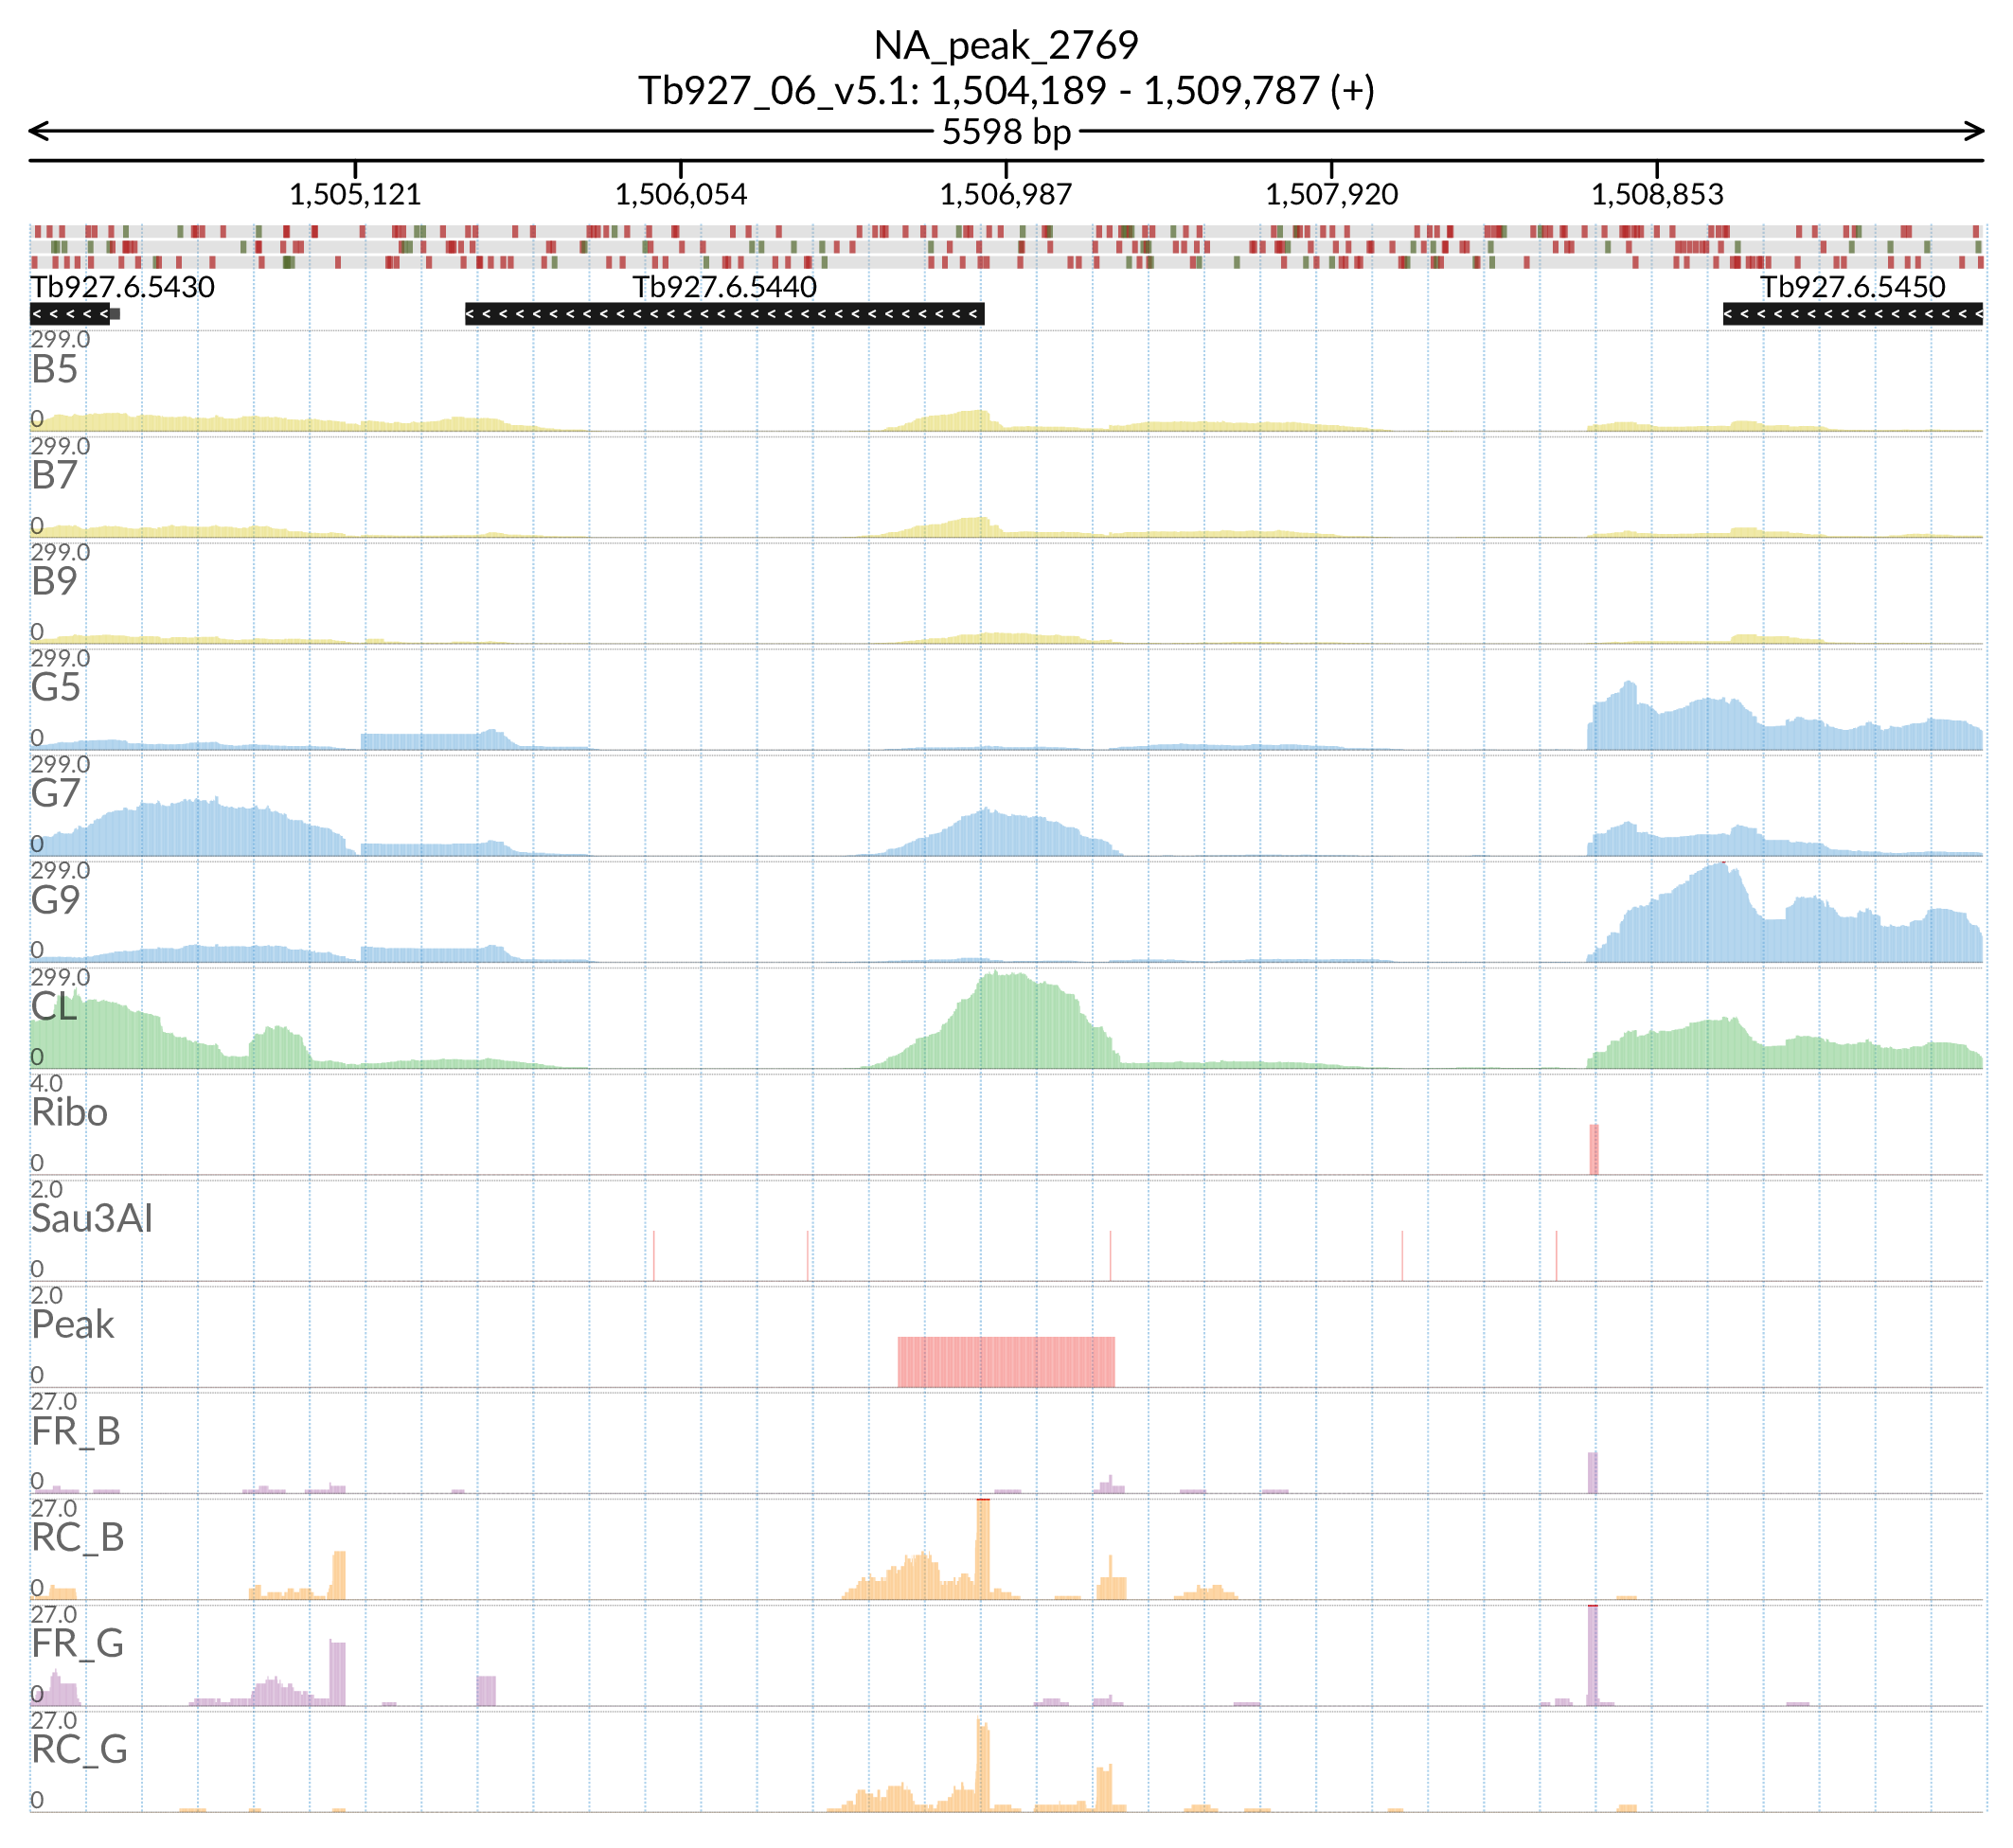 NA_peak_2769
Tb927_06_v5.1: 1,504,189 - 1,509,787 (+)
5598 bp
1,505,121 1,506,054 1,506,987 1,507,920 1,508,853
Tb927.6.5430 Tb927.6.5440 Tb927.6.5450
299.0
B5
0
299.0
B7
0
299.0
B9
0
299.0
G5
0
299.0
G7
0
299.0
G9
0
299.0
CL
0
4.0
Ribo
0
2.0
Sau3AI
0
2.0
Peak
0
27.0
FR_B
0
27.0
RC_B
0
27.0
FR_G
0
27.0
RC_G
0